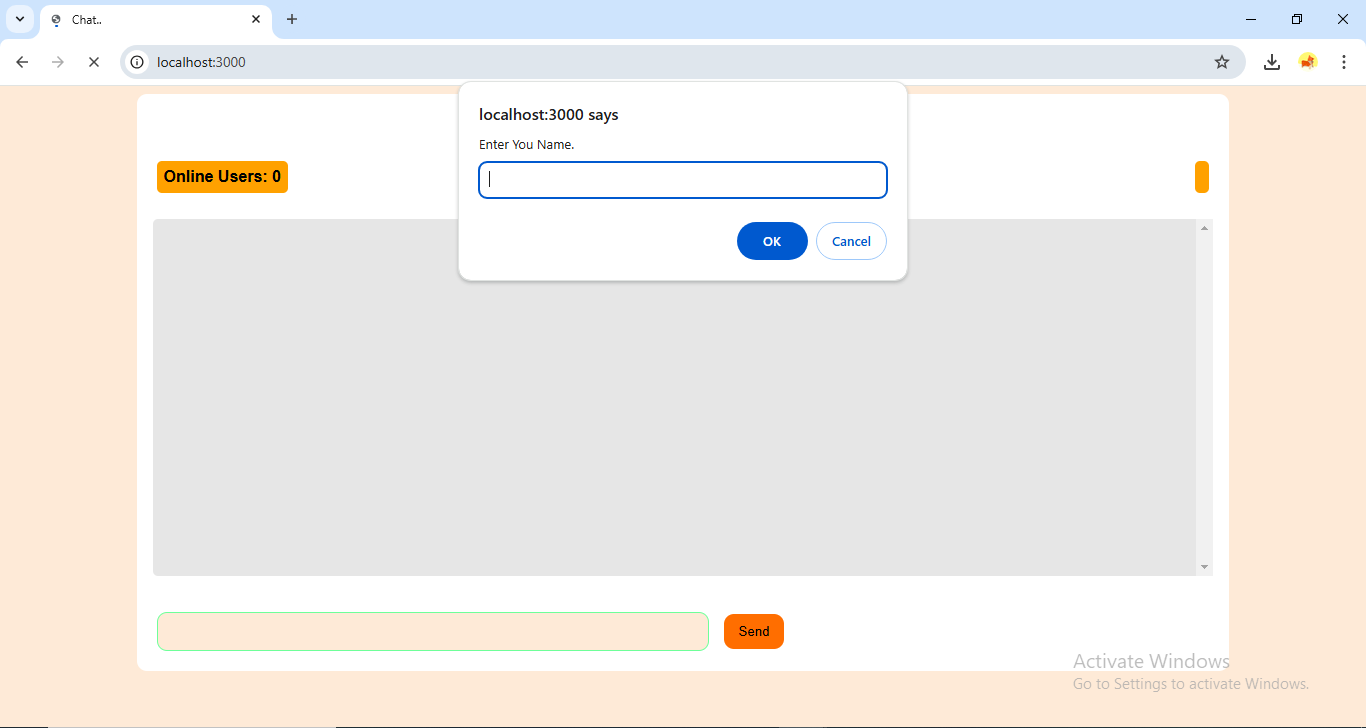 Chat..
localhost:3000
localhost:3000 says
Enter You Name.
OK
Cancel
Online Users: 0
Send
Activate Windows
Go to Settings to activate Windows.